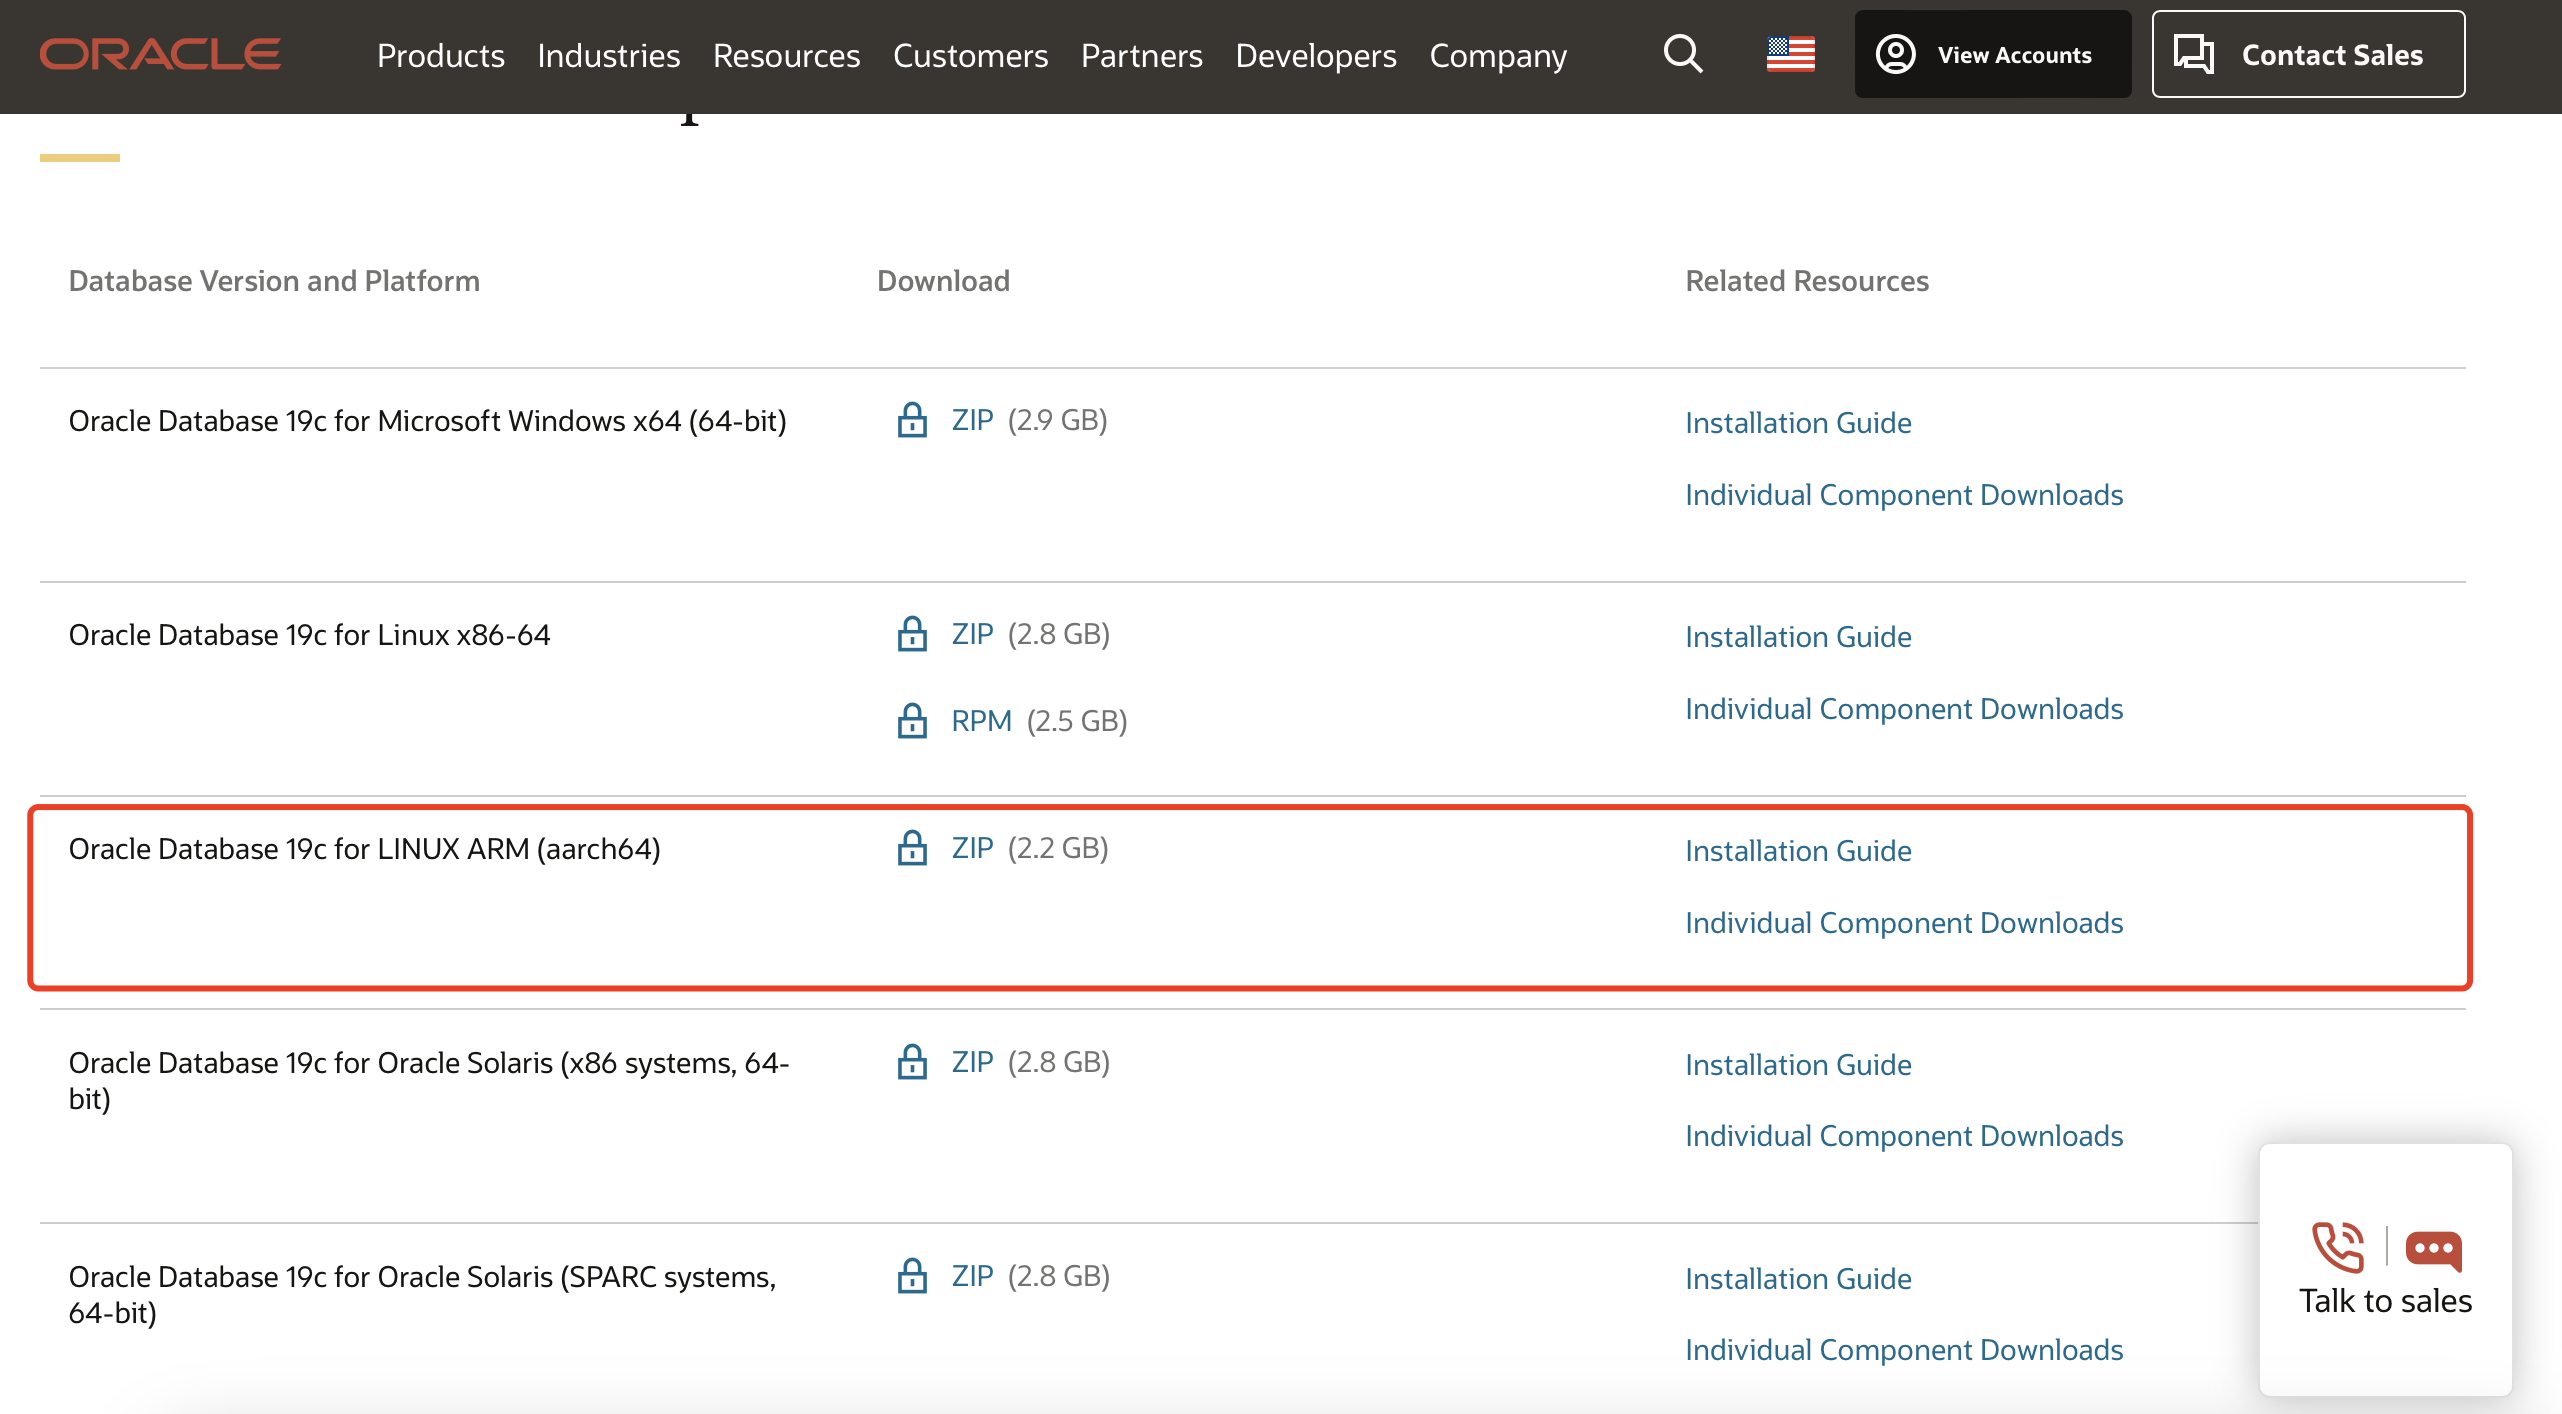 ORACLE
Products Industries Resources Customers Partners Developers Company
View Accounts
Contact Sales
Database Version and Platform Download Related Resources
Oracle Database 19c for Microsoft Windows x64 (64-bit) ZIP (2.9 GB) Installation Guide
Individual Component Downloads
Oracle Database 19c for Linux x86-64 ZIP (2.8 GB) Installation Guide
RPM (2.5 GB) Individual Component Downloads
Oracle Database 19c for LINUX ARM (aarch64) ZIP (2.2 GB) Installation Guide
Individual Component Downloads
Oracle Database 19c for Oracle Solaris (x86 systems, 64-
bit)
ZIP (2.8 GB) Installation Guide
Individual Component Downloads
Oracle Database 19c for Oracle Solaris (SPARC systems,
64-bit)
ZIP (2.8 GB) Installation Guide
Individual Component Downloads
Talk to sales